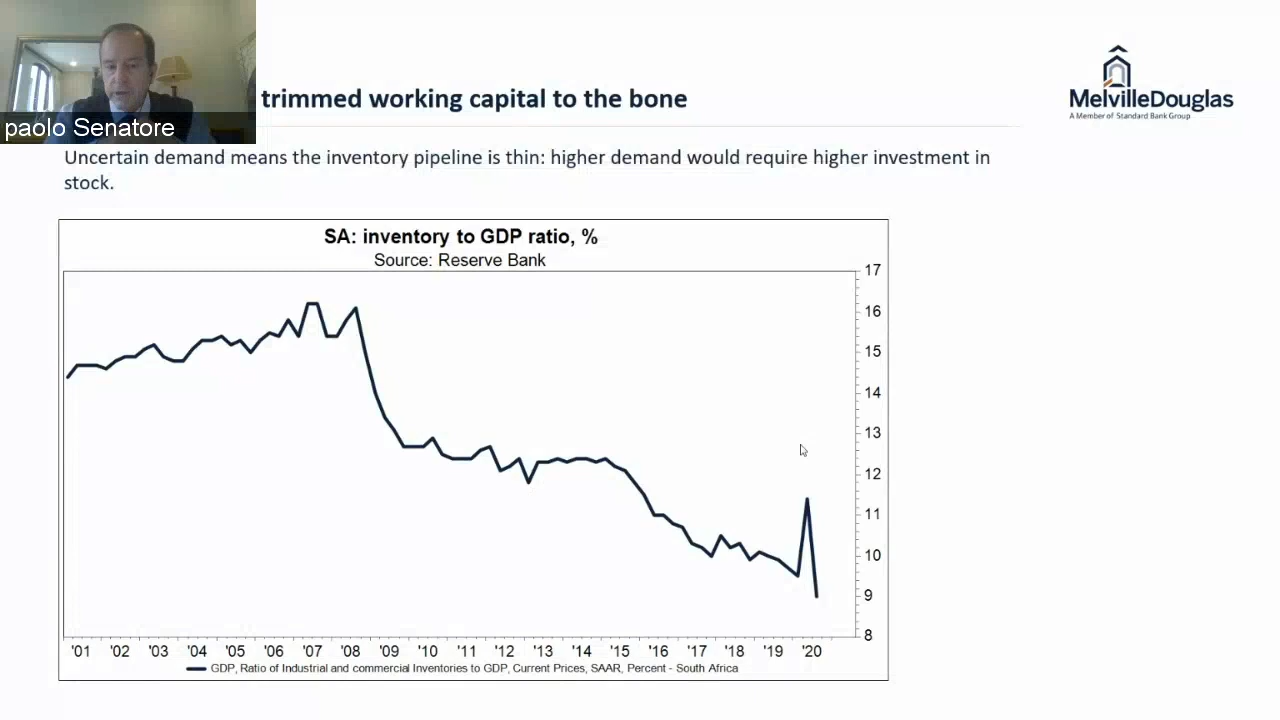 trimmed working capital to the bone
MelvilleDouglas
A Member of Standard Bank Group
paolo Senatore
Uncertain demand means the inventory pipeline is thin: higher demand would require higher investment in
stock.
SA: inventory to GDP ratio, %
Source: Reserve Bank
17
16
15
14
13
12
11
10
9
8
'01 '02 '03 '04 '05 '06 '07 '08 '09 '10 '11 '12 '13 '14 '15 '16 '17 '18 '19 '20
GDP, Ratio of Industrial and commercial Inventories to GDP, Current Prices, SAAR, Percent - South Africa